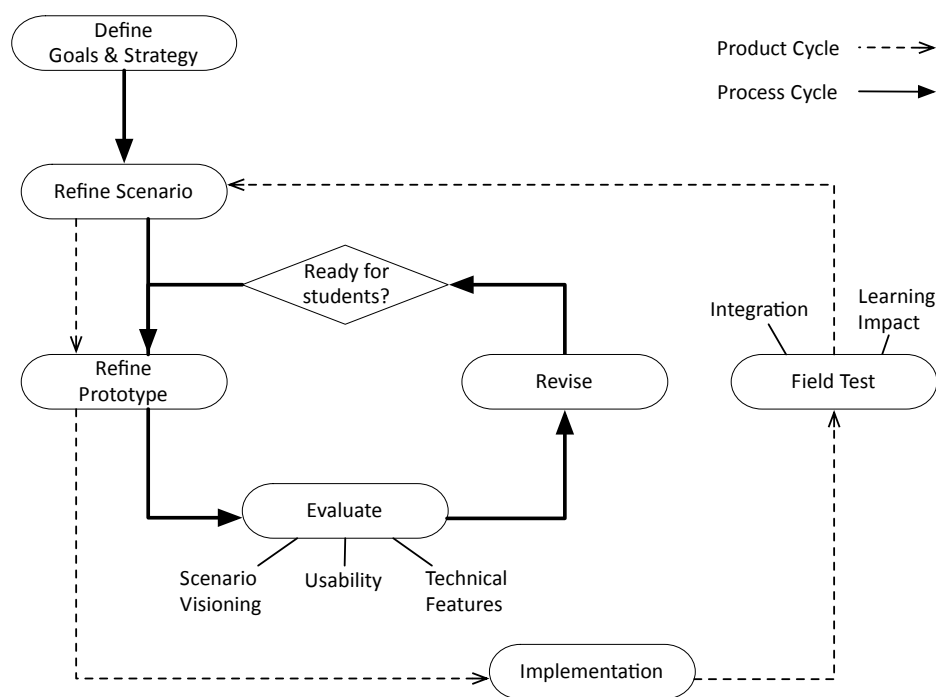 Define
Goals & Strategy
Product Cycle
Process Cycle
Refine Scenario
Ready for
students?
Integration
Learning
Impact
Refine
Prototype
Revise
Field Test
Evaluate
Scenario
Visioning
Usability
Technical
Features
Implementation